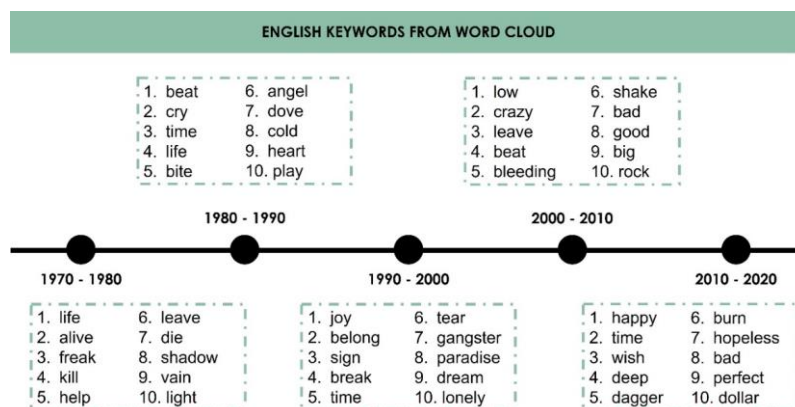 ENGLISH KEYWORDS FROM WORD CLOUD
1. beat 6. angel
2. cry 7. dove
3. time 8. cold
4. life 9. heart
5. bite 10. play
1. low 6. shake
2. crazy 7. bad
3. leave 8. good
4. beat 9. big
5. bleeding 10. rock
1980 - 1990 2000 - 2010
1970 - 1980 1990 - 2000 2010 - 2020
1. life 6. leave
2. alive 7. die
3. freak 8. shadow
4. kill 9. vain
5. help 10. light
1. joy 6. tear
2. belong 7. gangster
3. sign 8. paradise
4. break 9. dream
5. time 10. lonely
1. happy 6. burn
2. time 7. hopeless
3. wish 8. bad
4. deep 9. perfect
5. dagger 10. dollar